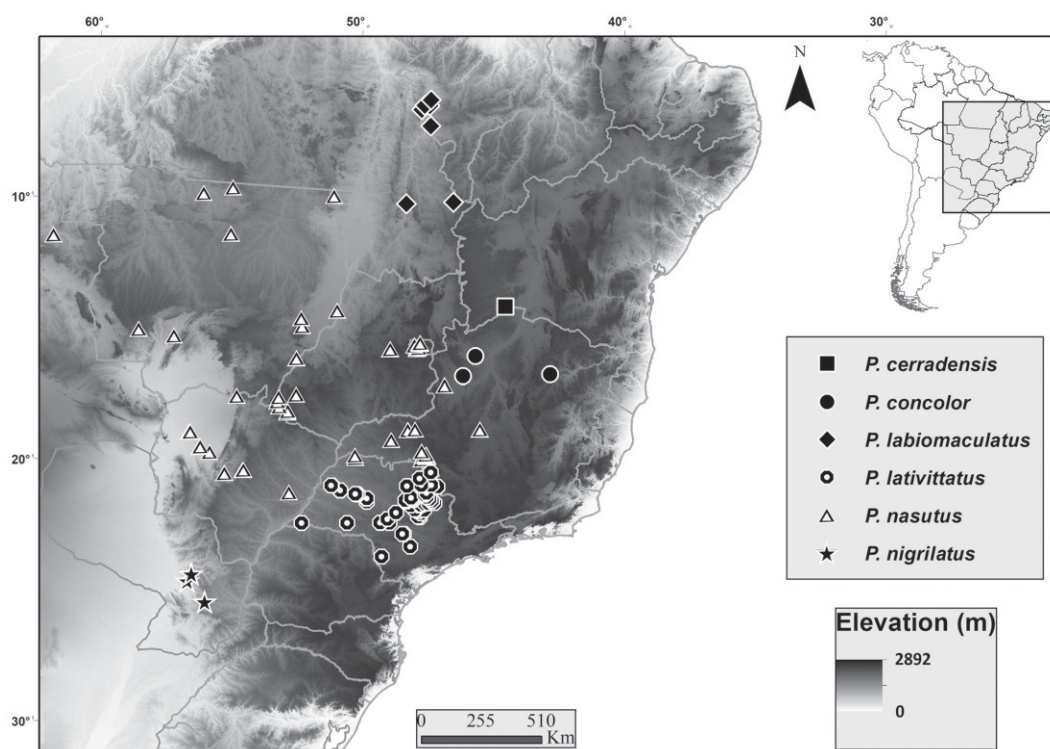 60° 50° 40° 30°
N
10°
20°
30°
P. cerradensis
P. concolor
P. labiomaculatus
P. lativittatus
P. nasutus
P. nigrilatus
Elevation (m)
2892
0
0 255 510
Km